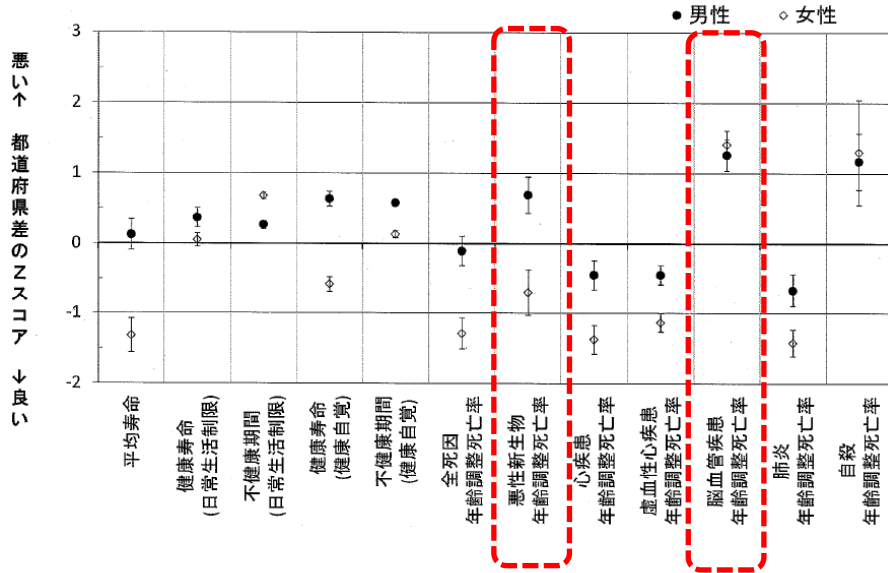 ● 男性 ◇ 女性
3
2
1
0
-1
-2
悪い↑ 都道府県差のZスコア ↓良い
平均寿命
健康寿命
(日常生活制限)
不健康期間
(日常生活制限)
健康寿命
(健康自覚)
不健康期間
(健康自覚)
全死因
年齢調整死亡率
悪性新生物
年齢調整死亡率
心疾患
年齢調整死亡率
虚血性心疾患
年齢調整死亡率
脳血管疾患
年齢調整死亡率
肺炎
年齢調整死亡率
自殺
年齢調整死亡率